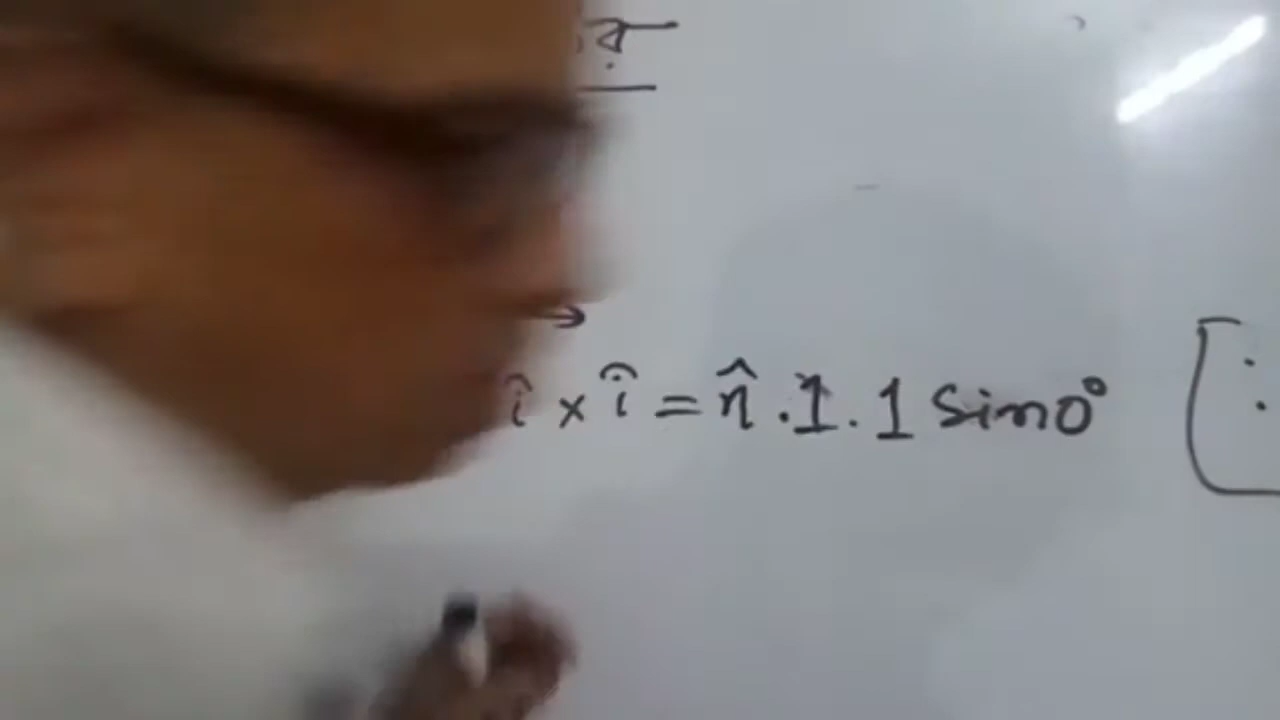 î × î = n̂ . 1 . 1 sin0°